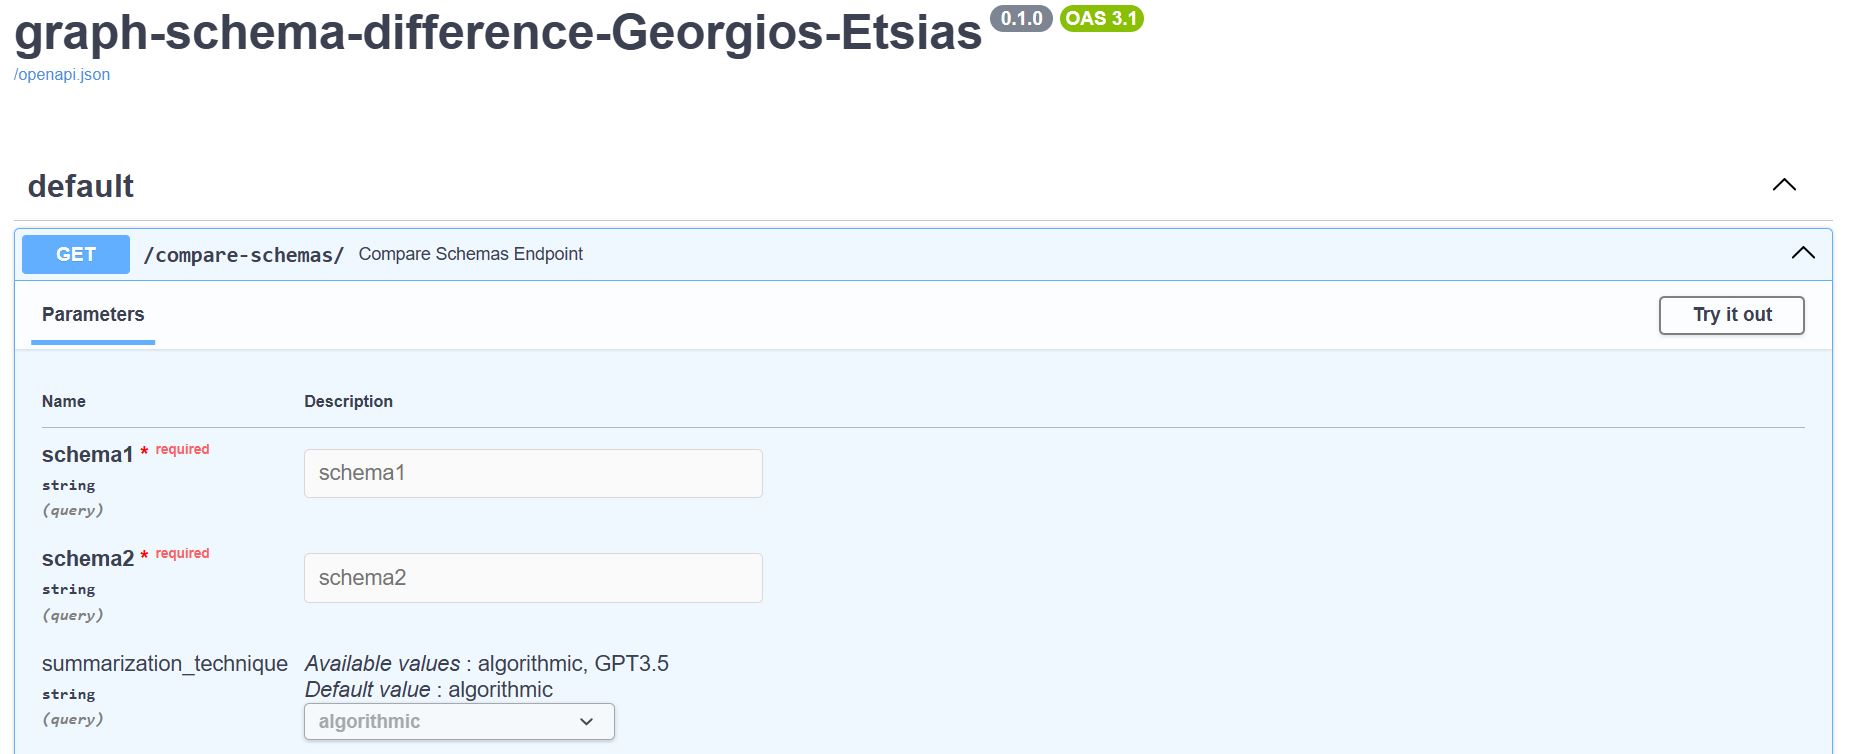 graph-schema-difference-Georgios-Etsias 0.1.0 OAS 3.1
/openapi.json
default
GET /compare-schemas/ Compare Schemas Endpoint
Parameters Try it out
Name Description
schema1 * required
string
(query)
schema1
schema2 * required
string
(query)
schema2
summarization_technique
string
(query)
Available values : algorithmic, GPT3.5
Default value : algorithmic
algorithmic